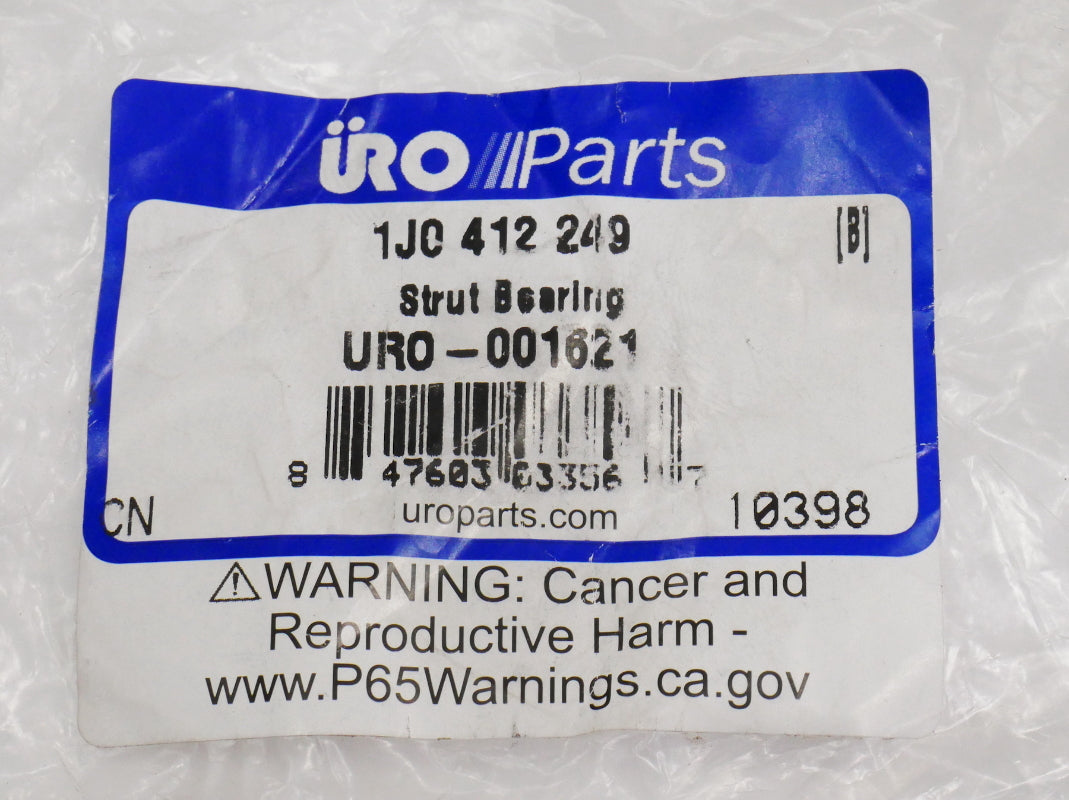 ÜRO Parts
1J0 412 249 [B]
Strut Bearing
URO-001621
8 47603 03356 7
CN uroparts.com 10398
⚠WARNING: Cancer and
Reproductive Harm -
www.P65Warnings.ca.gov